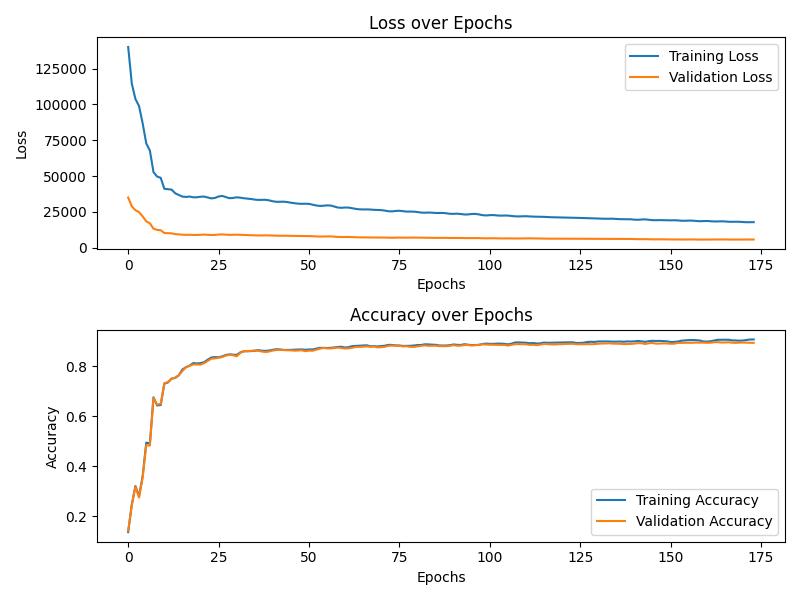 Loss over Epochs
Loss
125000
100000
75000
50000
25000
0
Training Loss
Validation Loss
0 25 50 75 100 125 150 175
Epochs
Accuracy over Epochs
Accuracy
0.8
0.6
0.4
0.2
Training Accuracy
Validation Accuracy
0 25 50 75 100 125 150 175
Epochs